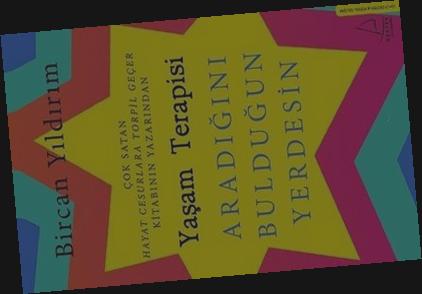 Bircan Yıldırım
ÇOK SATAN
HAYAT CESURLARA TORPİL GEÇER
KİTABININ YAZARINDAN
Yaşam Terapisi
ARADIĞINI
BULDUĞUN
YERDESİN